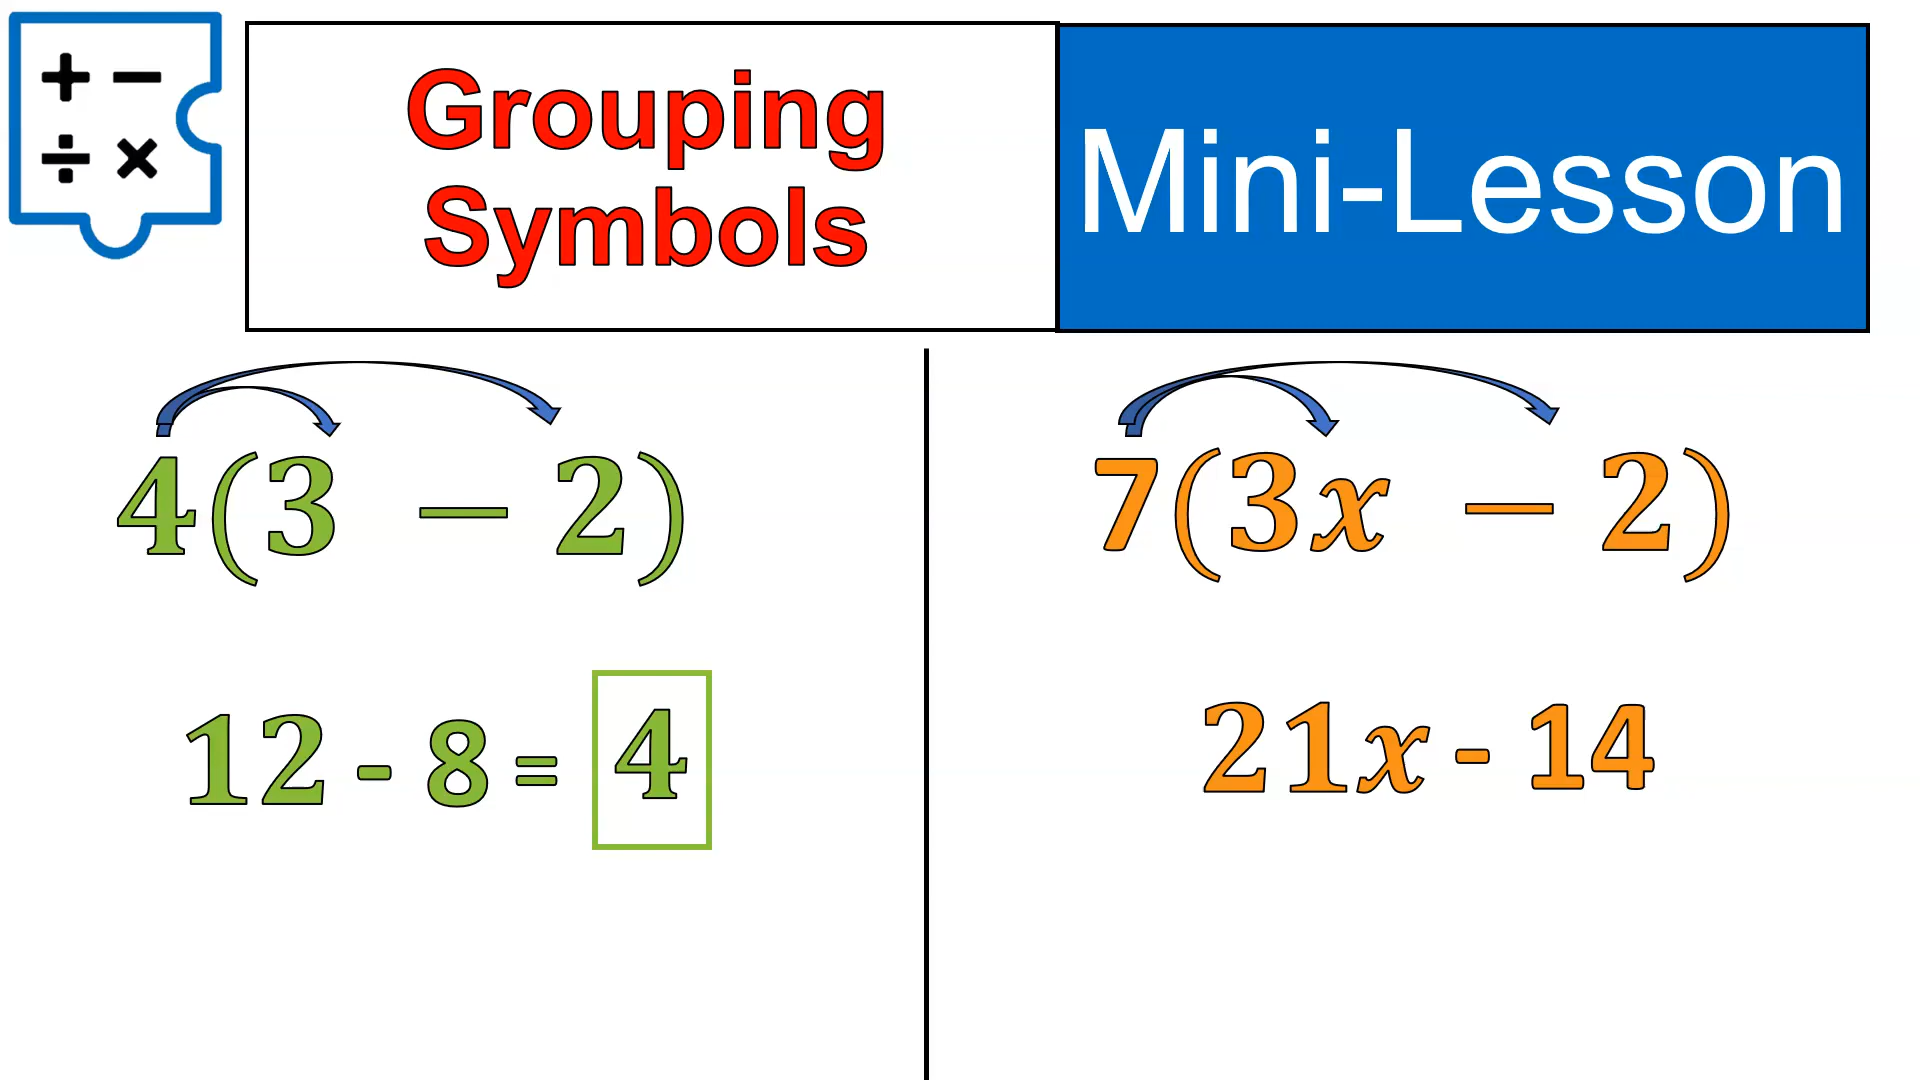 + −
÷ ×
Grouping
Symbols
Mini-Lesson
4(3 − 2)
12 - 8 = 4
7(3x − 2)
21x - 14